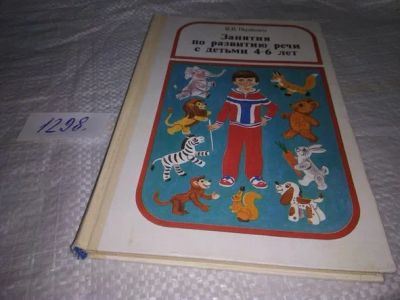 В.В. Гербова
Занятия
по развитию речи
с детьми 4-6 лет
1298.